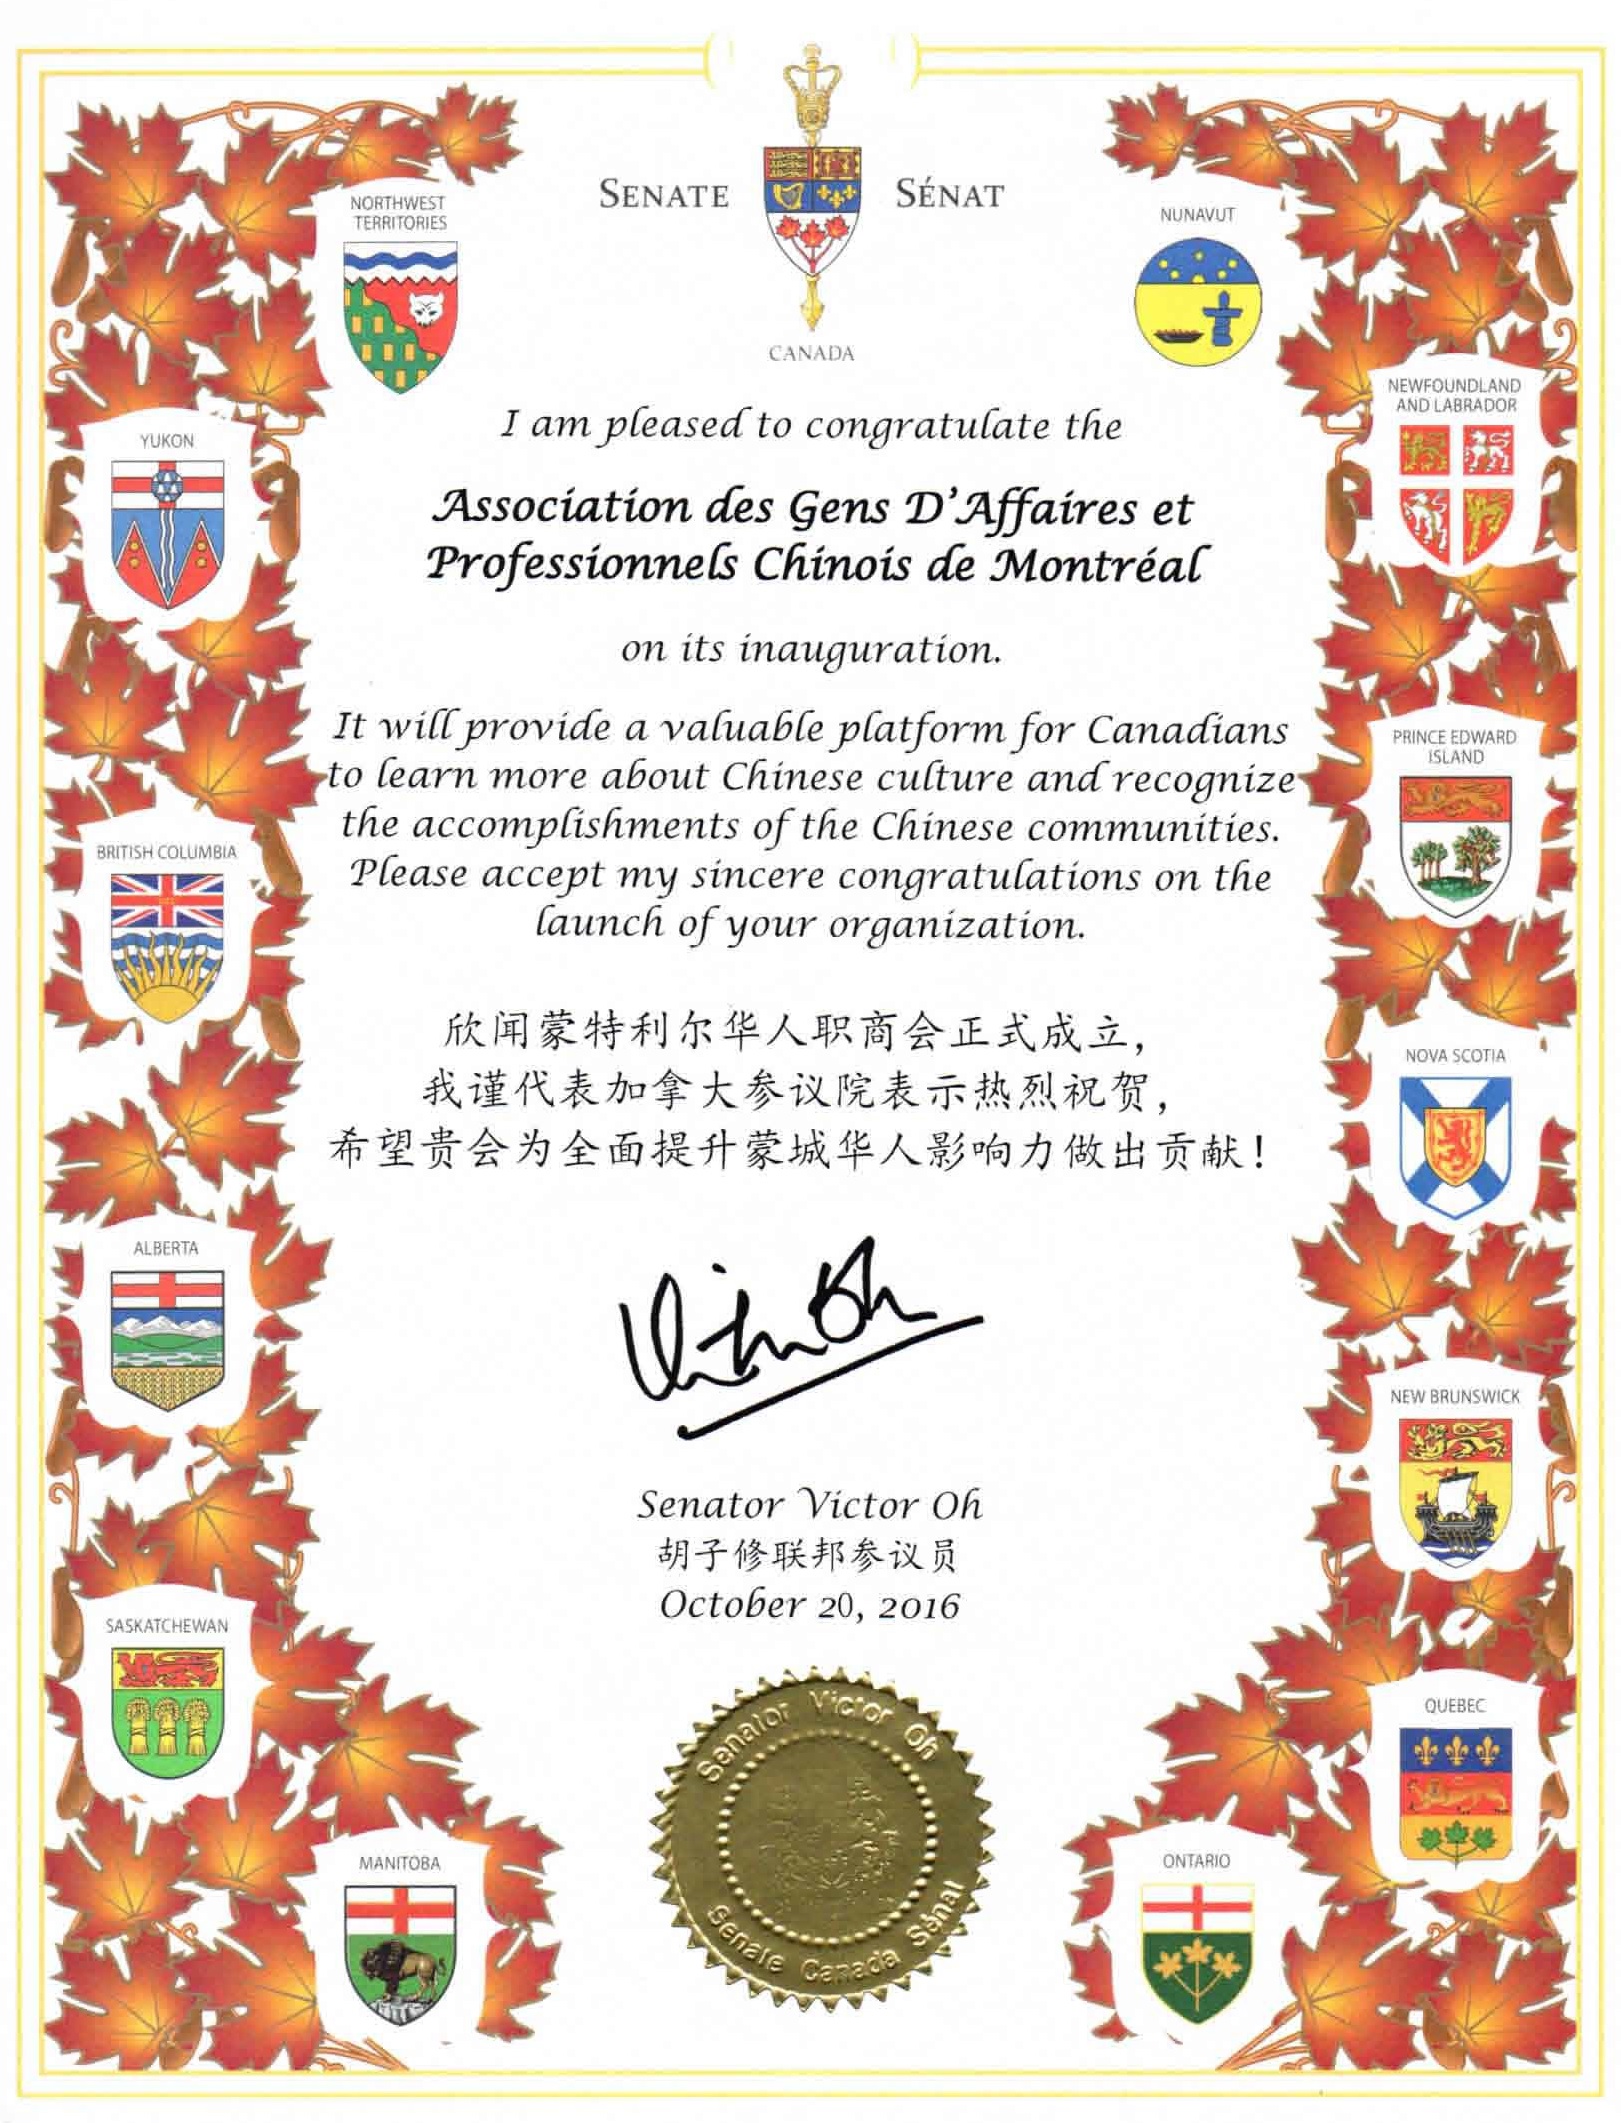 SENATE SÉNAT
CANADA
NORTHWEST
TERRITORIES
NUNAVUT
YUKON
NEWFOUNDLAND
AND LABRADOR
BRITISH COLUMBIA
PRINCE EDWARD
ISLAND
ALBERTA
NOVA SCOTIA
SASKATCHEWAN
NEW BRUNSWICK
MANITOBA
QUEBEC
ONTARIO
I am pleased to congratulate the
Association des Gens D'Affaires et
Professionnels Chinois de Montréal
on its inauguration.
It will provide a valuable platform for Canadians
to learn more about Chinese culture and recognize
the accomplishments of the Chinese communities.
Please accept my sincere congratulations on the
launch of your organization.
欣闻蒙特利尔华人职商会正式成立，
我谨代表加拿大参议院表示热烈祝贺，
希望贵会为全面提升蒙城华人影响力做出贡献！
Victor Oh
Senator Victor Oh
胡子修联邦参议员
October 20, 2016
Senator Victor Oh
Senate Canada Sénat